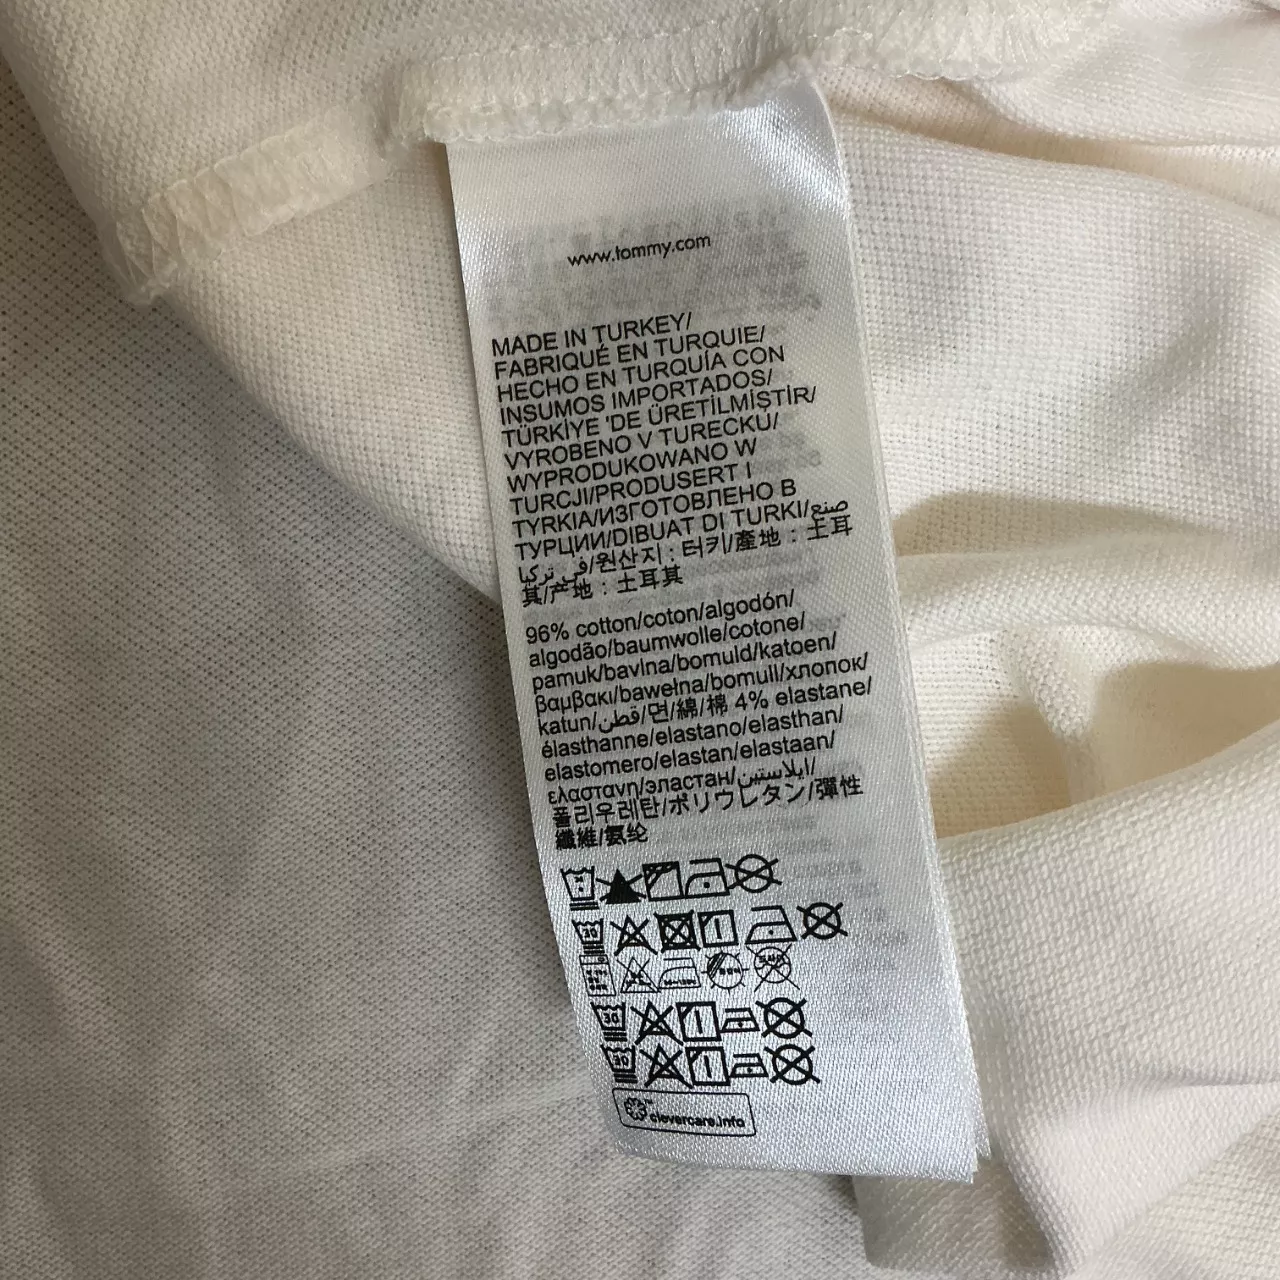 www.tommy.com
MADE IN TURKEY/
FABRIQUÉ EN TURQUIE/
HECHO EN TURQUÍA CON
INSUMOS IMPORTADOS/
TÜRKİYE 'DE ÜRETİLMİŞTİR/
VYROBENO V TURECKU/
WYPRODUKOWANO W
TURCJI/PRODUSERT I
TYRKIA/ИЗГОТОВЛЕНО В
ТУРЦИИ/DIBUAT DI TURKI/صنع
في تركيا/원산지 : 터키/產地 : 土耳
其/产地 : 土耳其
96% cotton/coton/algodón/
algodão/baumwolle/cotone/
pamuk/bavlna/bomuld/katoen/
βαμβακι/bawełna/bomull/хлопок/
katun/قطن/면/綿/棉 4% elastane/
élasthanne/elastano/elasthan/
elastomero/elastan/elastaan/
ελαστανη/эластан/ايلاستين/
폴리우레탄/ポリウレタン/彈性
纖維/氨纶
30
30
30
clevercare.info